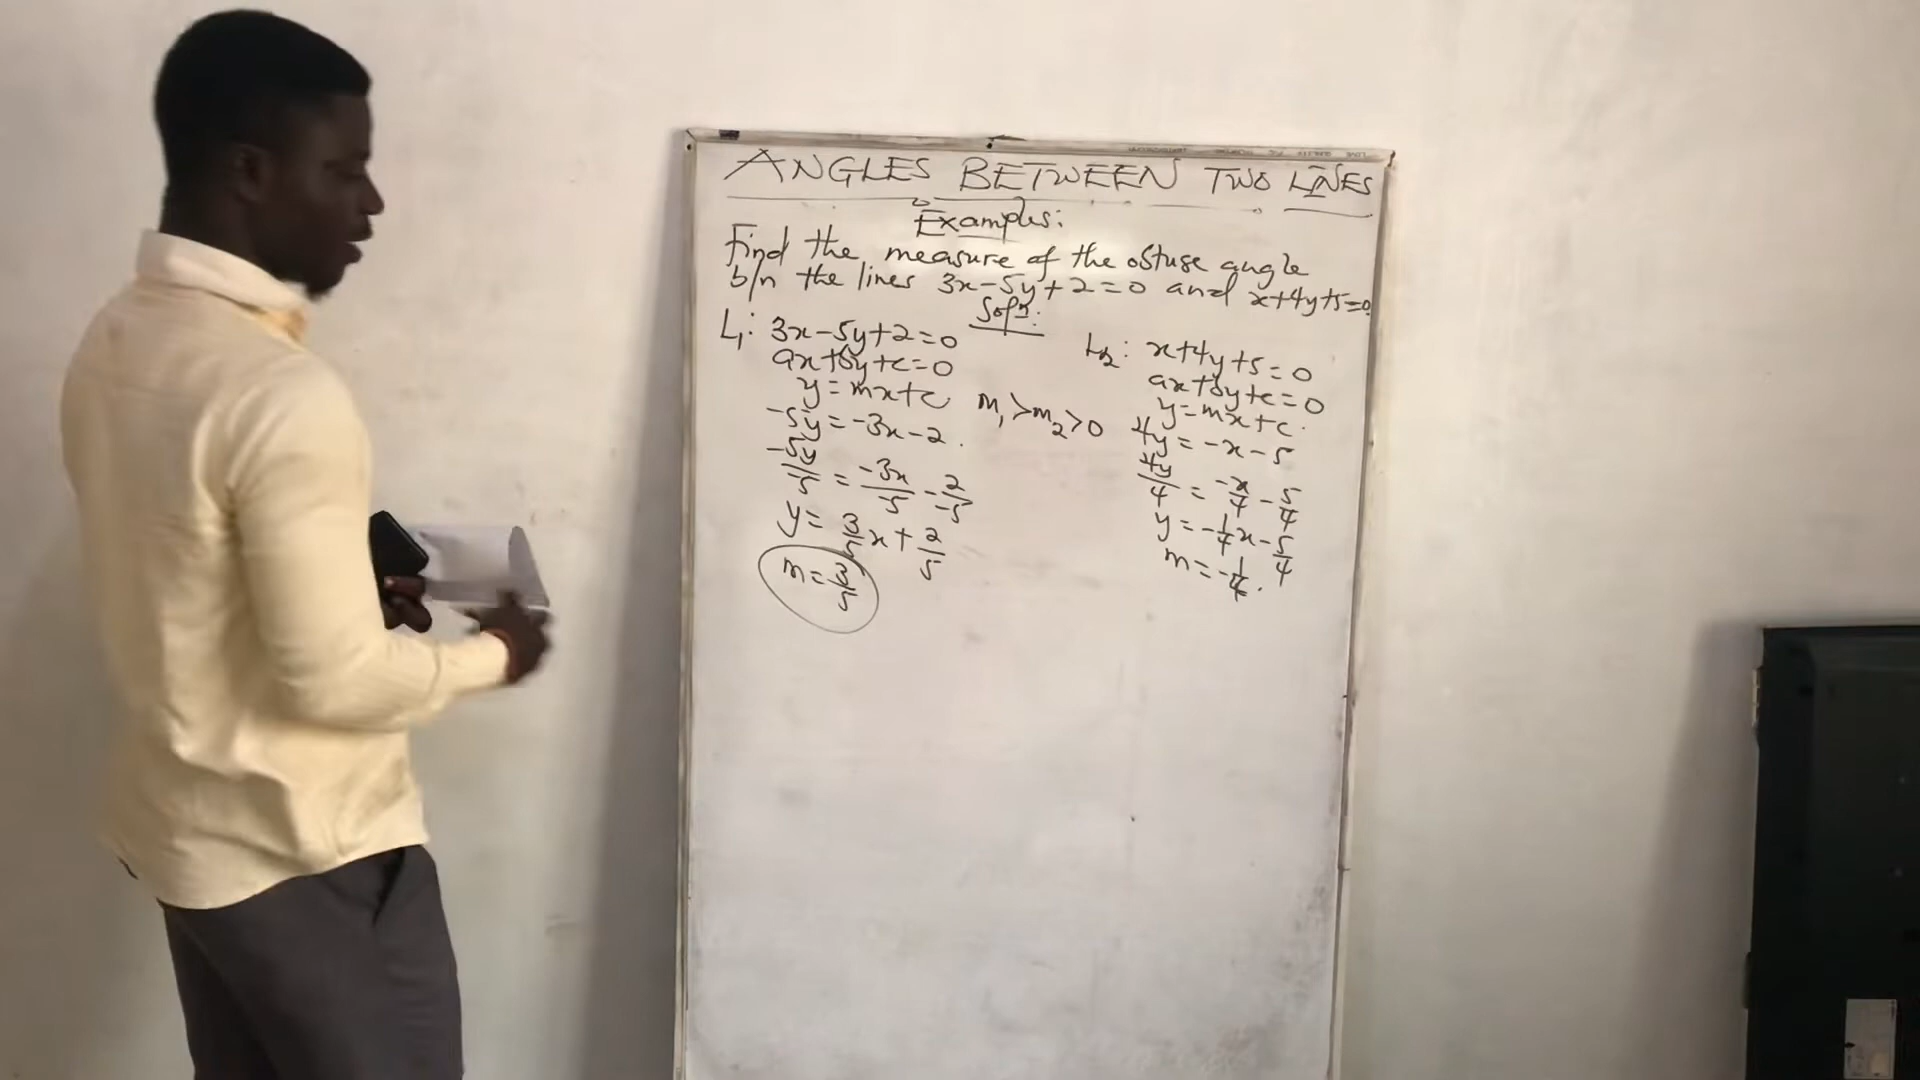 ANGLES BETWEEN TWO LINES
Examples:
Find the measure of the obtuse angle
b/n the lines 3x-5y+2=0 and x+4y+5=0.
Sol^n:
L₁: 3x-5y+2=0
ax+by+c=0
y=mx+c
-5y=-3x-2.
-5y/-5 = -3x/-5 - 2/-5
y= 3/5x + 2/5
m=3/5
m₁>m₂>0
L₂: x+4y+5=0
ax+by+c=0
y=mx+c.
4y=-x-5
4y/4 = -x/4 - 5/4
y=-1/4x-5/4
m=-1/4.